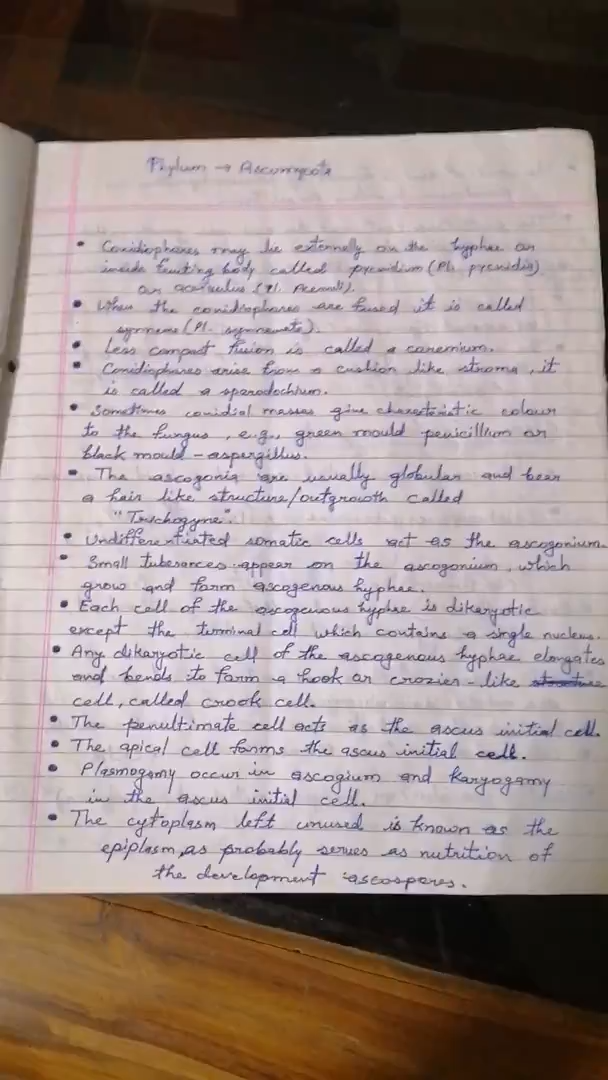 Phylum → Ascomycota
• Conidiophores may lie externally on the hyphae or
inside fruiting body called pycnidium (Pl. pycnidia)
or acervulus (Pl. Acervuli).
• When the conidiophores are fused it is called
synnema (Pl. synnemata).
• Less compact fusion is called a coremium.
• Conidiophores arise from a cushion like stroma, it
is called a sporodochium.
• Sometimes conidial masses give characteristic colour
to the fungus, e.g., green mould penicillium or
black mould - aspergillus.
• The ascogonia are usually globular and bear
a hair like structure/outgrowth called
"Trichogyne".
• Undifferentiated somatic cells act as the ascogonium.
• Small tuberances appear on the ascogonium, which
grow and form ascogenous hyphae.
• Each cell of the ascogenous hyphae is dikaryotic
except the terminal cell which contains a single nucleus.
• Any dikaryotic cell of the ascogenous hyphae elongates
and bends to form a hook or crozier-like structure
cell, called crook cell.
• The penultimate cell acts as the ascus initial cell.
• The apical cell forms the ascus initial cell.
• Plasmogamy occur in ascogium and karyogamy
in the ascus initial cell.
• The cytoplasm left unused is known as the
epiplasm, as probably serves as nutrition of
the development ascospores.